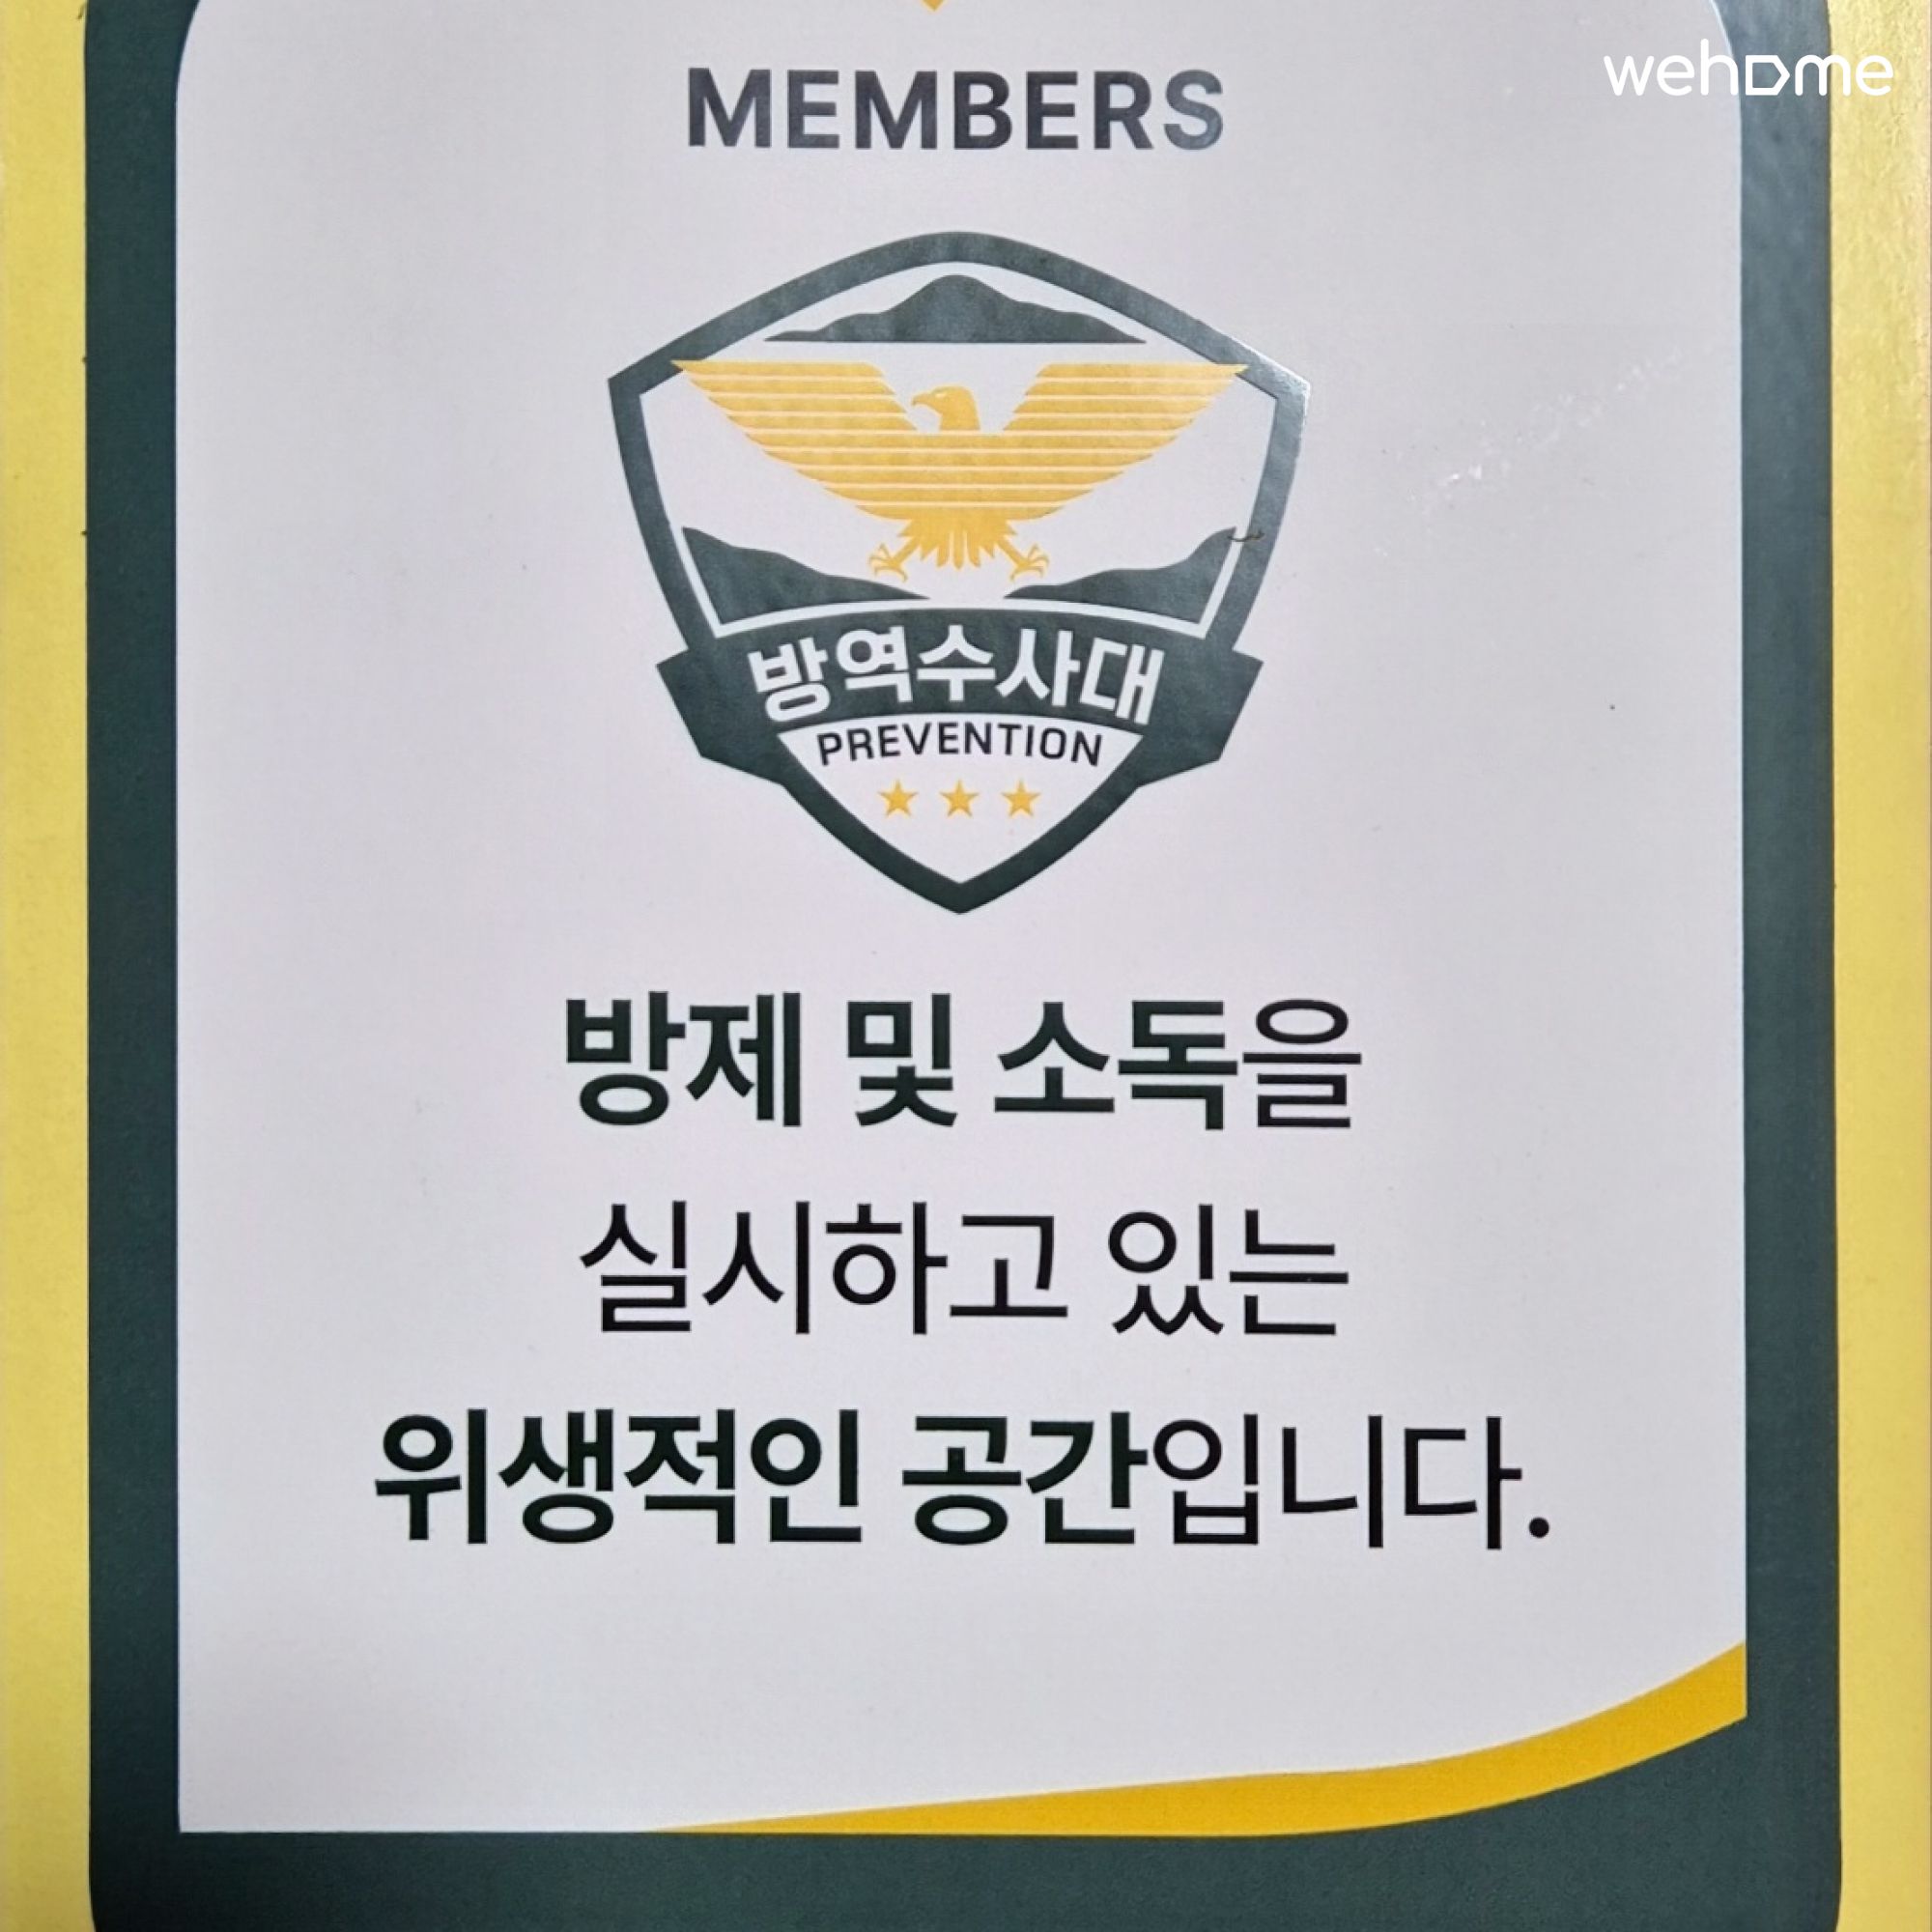 wehome
MEMBERS
방역수사대
PREVENTION
방제 및 소독을
실시하고 있는
위생적인 공간입니다.